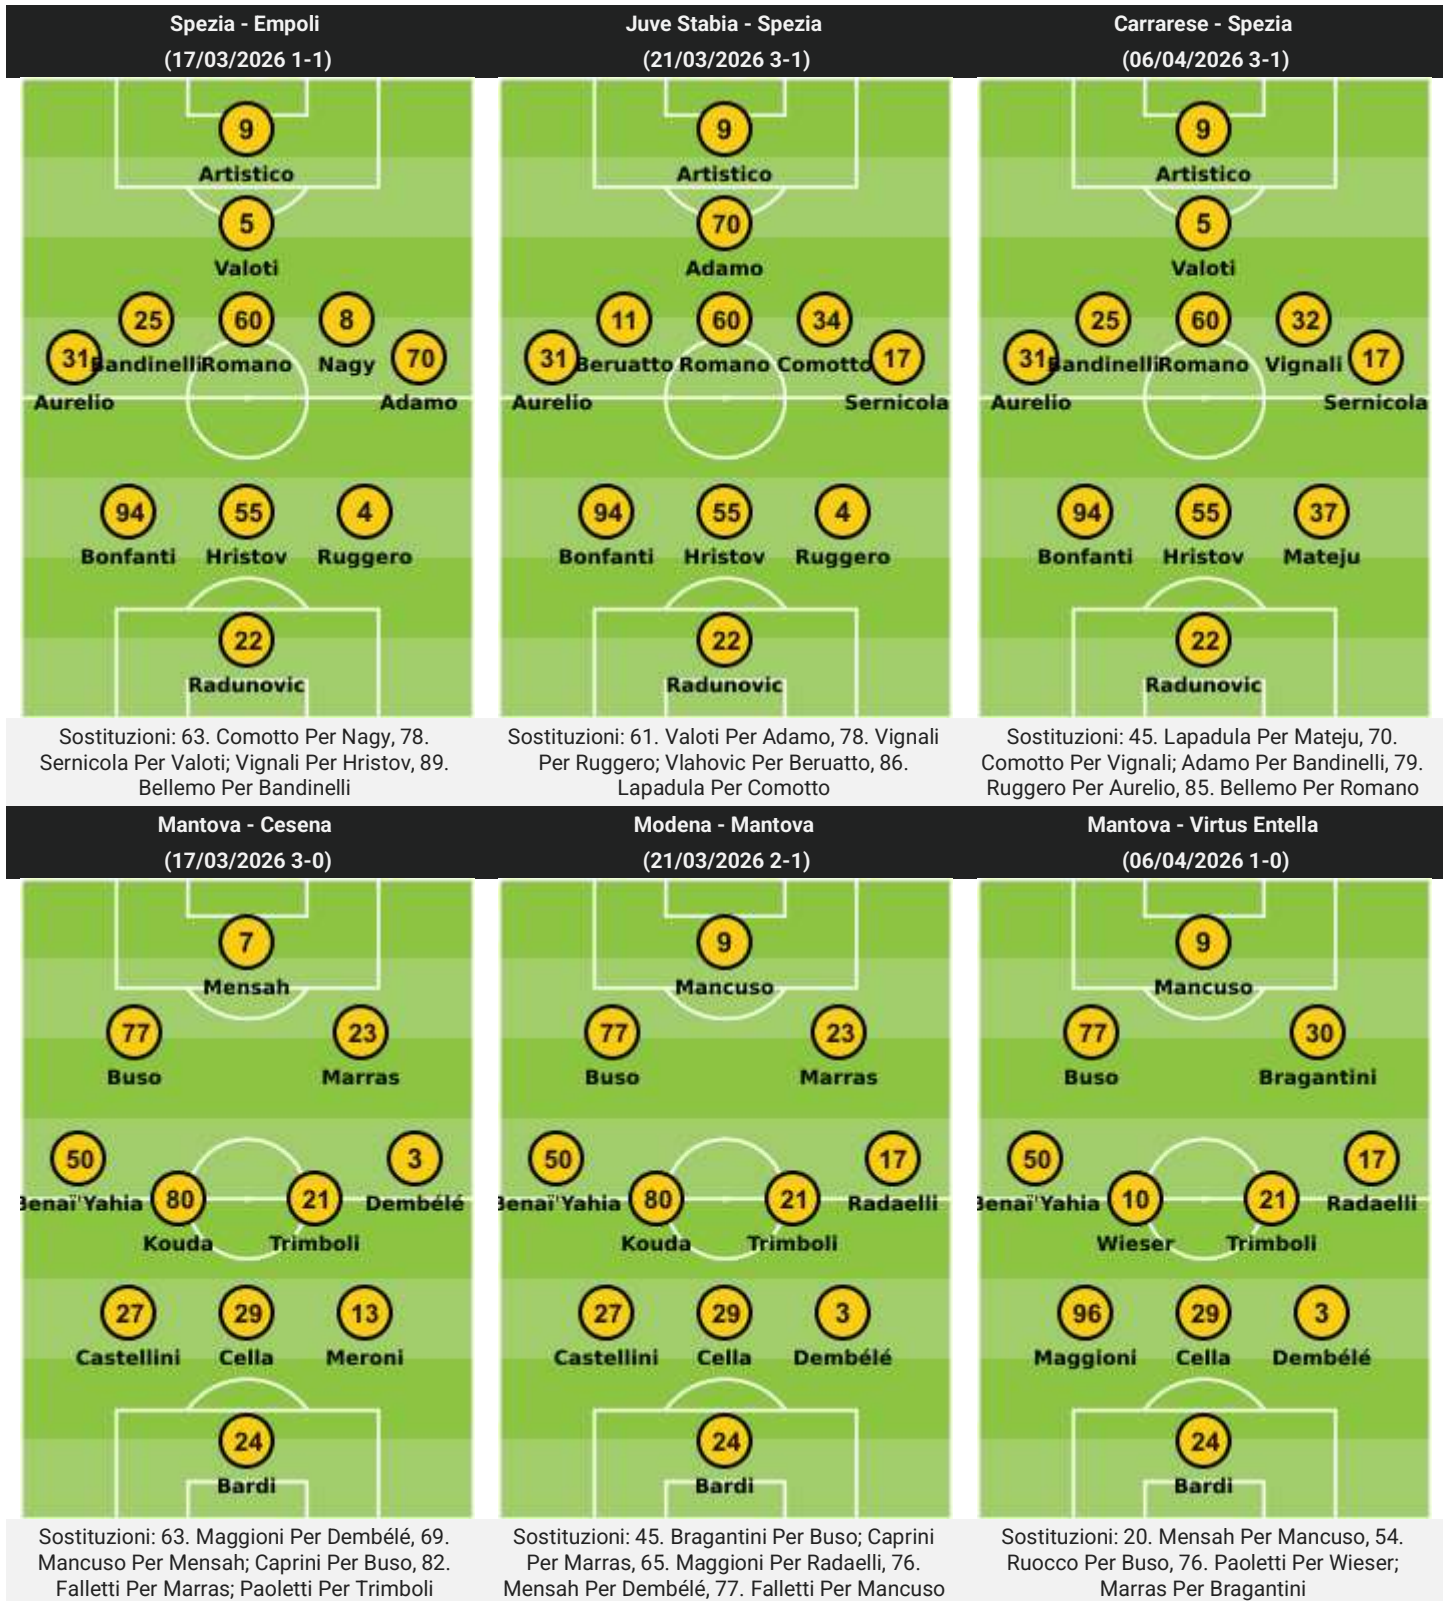 Spezia - Empoli
(17/03/2026 1-1)
9
Artistico
5
Valoti
25 60 8
31 Bandinelli Romano Nagy 70
Aurelio Adamo
94 55 4
Bonfanti Hristov Ruggero
22
Radunovic
Sostituzioni: 63. Comotto Per Nagy, 78.
Sernicola Per Valoti; Vignali Per Hristov, 89.
Bellemo Per Bandinelli
Juve Stabia - Spezia
(21/03/2026 3-1)
9
Artistico
70
Adamo
11 60 34
31 Beruatto Romano Comotto 17
Aurelio Sernicola
94 55 4
Bonfanti Hristov Ruggero
22
Radunovic
Sostituzioni: 61. Valoti Per Adamo, 78. Vignali
Per Ruggero; Vlahovic Per Beruatto, 86.
Lapadula Per Comotto
Carrarese - Spezia
(06/04/2026 3-1)
9
Artistico
5
Valoti
25 60 32
31 Bandinelli Romano Vignali 17
Aurelio Sernicola
94 55 37
Bonfanti Hristov Mateju
22
Radunovic
Sostituzioni: 45. Lapadula Per Mateju, 70.
Comotto Per Vignali; Adamo Per Bandinelli, 79.
Ruggero Per Aurelio, 85. Bellemo Per Romano
Mantova - Cesena
(17/03/2026 3-0)
7
Mensah
77 23
Buso Marras
50 3
Benaï'Yahia 80 21 Dembélé
Kouda Trimboli
27 29 13
Castellini Cella Meroni
24
Bardi
Sostituzioni: 63. Maggioni Per Dembélé, 69.
Mancuso Per Mensah; Caprini Per Buso, 82.
Falletti Per Marras; Paoletti Per Trimboli
Modena - Mantova
(21/03/2026 2-1)
9
Mancuso
77 23
Buso Marras
50 17
Benaï'Yahia 80 21 Radaelli
Kouda Trimboli
27 29 3
Castellini Cella Dembélé
24
Bardi
Sostituzioni: 45. Bragantini Per Buso; Caprini
Per Marras, 65. Maggioni Per Radaelli, 76.
Mensah Per Dembélé, 77. Falletti Per Mancuso
Mantova - Virtus Entella
(06/04/2026 1-0)
9
Mancuso
77 30
Buso Bragantini
50 17
Benaï'Yahia 10 21 Radaelli
Wieser Trimboli
96 29 3
Maggioni Cella Dembélé
24
Bardi
Sostituzioni: 20. Mensah Per Mancuso, 54.
Ruocco Per Buso, 76. Paoletti Per Wieser;
Marras Per Bragantini